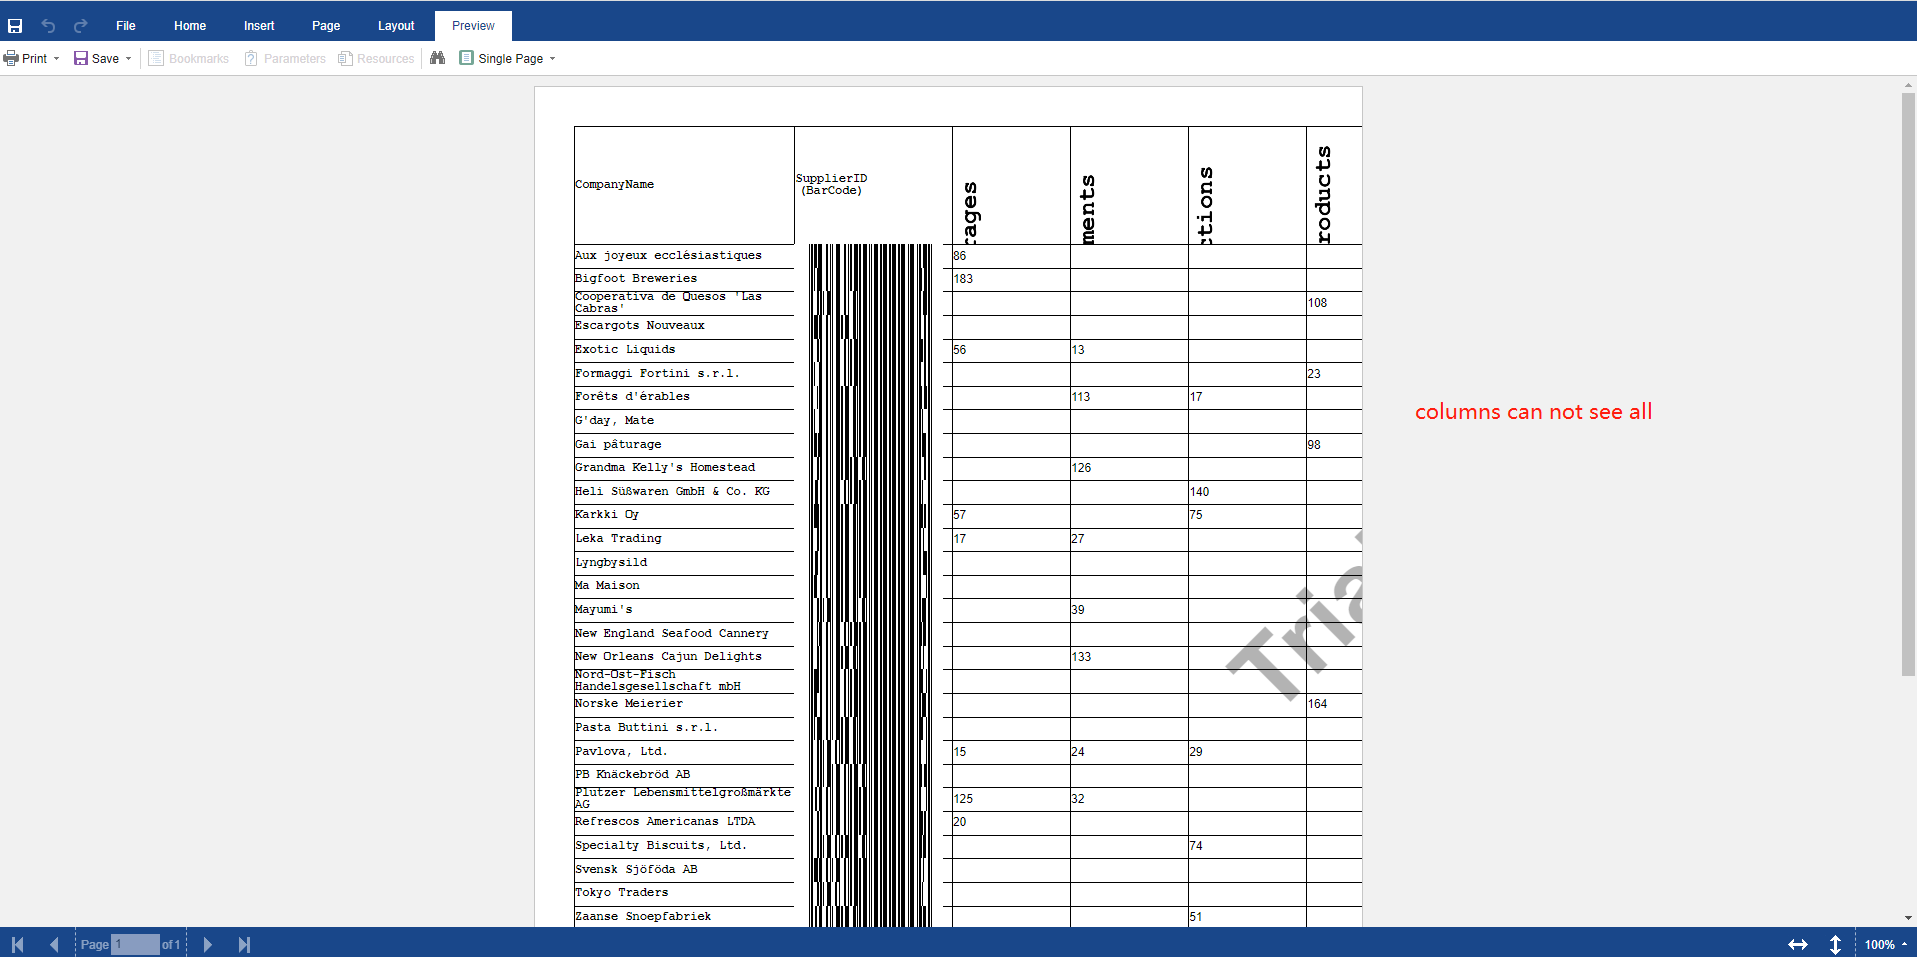 File Home Insert Page Layout Preview
Print Save Bookmarks Parameters Resources Single Page
CompanyName
SupplierID
(BarCode)
roducts
Aux joyeux ecclésiastiques 86
Bigfoot Breweries 183
Cooperativa de Quesos 'Las
Cabras' 108
Escargots Nouveaux
Exotic Liquids 56 13
Formaggi Fortini s.r.l. 23
Forêts d'érables 113 17
G'day, Mate
Gai pâturage 98
Grandma Kelly's Homestead 126
Heli Süßwaren GmbH & Co. KG 140
Karkki Oy 57 75
Leka Trading 17 27
Lyngbysild
Ma Maison
Mayumi's 39
New England Seafood Cannery
New Orleans Cajun Delights 133
Nord-Ost-Fisch
Handelsgesellschaft mbH
Norske Meierier 164
Pasta Buttini s.r.l.
Pavlova, Ltd. 15 24 29
PB Knäckebröd AB
Plutzer Lebensmittelgroßmärkte
AG 125 32
Refrescos Americanas LTDA 20
Specialty Biscuits, Ltd. 74
Svensk Sjöföda AB
Tokyo Traders
Zaanse Snoepfabriek 51
Tria
columns can not see all
Page 1 of 1 100%